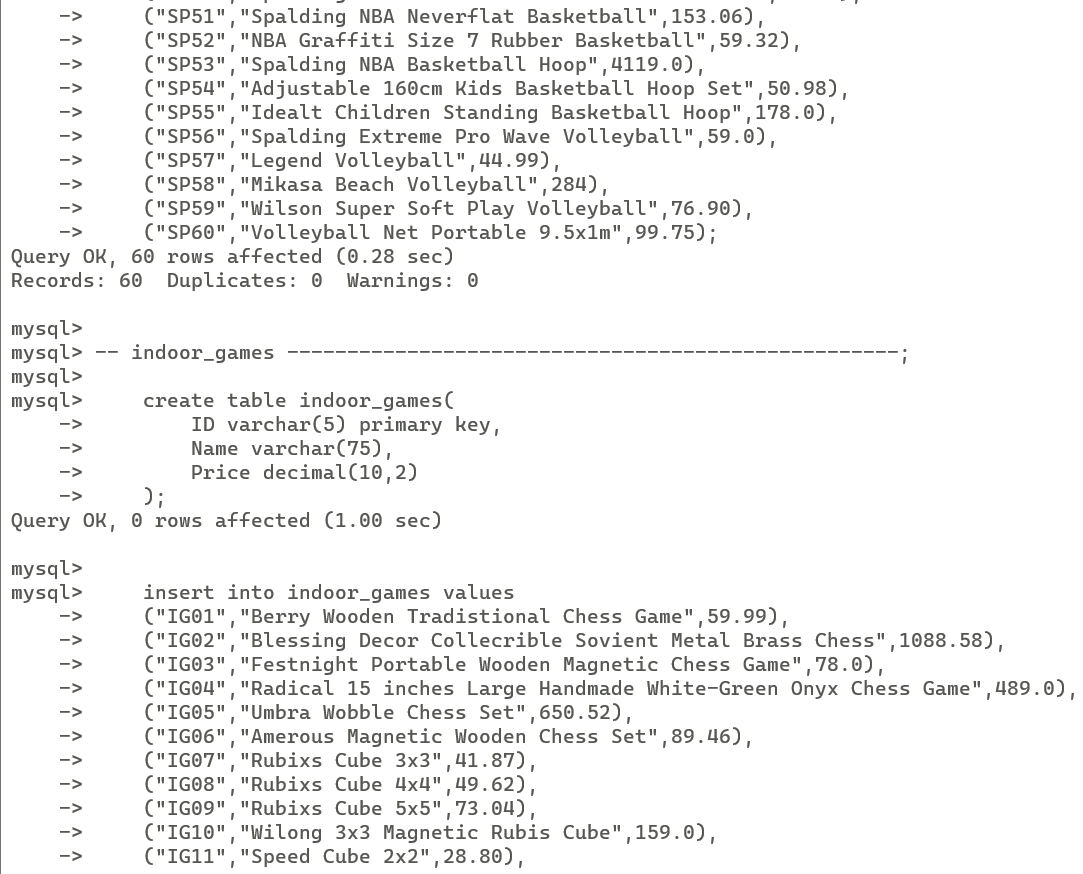 -> ("SP51","Spalding NBA Neverflat Basketball",153.06),
-> ("SP52","NBA Graffiti Size 7 Rubber Basketball",59.32),
-> ("SP53","Spalding NBA Basketball Hoop",4119.0),
-> ("SP54","Adjustable 160cm Kids Basketball Hoop Set",50.98),
-> ("SP55","Idealt Children Standing Basketball Hoop",178.0),
-> ("SP56","Spalding Extreme Pro Wave Volleyball",59.0),
-> ("SP57","Legend Volleyball",44.99),
-> ("SP58","Mikasa Beach Volleyball",284),
-> ("SP59","Wilson Super Soft Play Volleyball",76.90),
-> ("SP60","Volleyball Net Portable 9.5x1m",99.75);
Query OK, 60 rows affected (0.28 sec)
Records: 60  Duplicates: 0  Warnings: 0
mysql>
mysql> -- indoor_games ---------------------------------------------------;
mysql>
mysql>     create table indoor_games(
->         ID varchar(5) primary key,
->         Name varchar(75),
->         Price decimal(10,2)
->     );
Query OK, 0 rows affected (1.00 sec)
mysql>
mysql>     insert into indoor_games values
->     ("IG01","Berry Wooden Tradistional Chess Game",59.99),
->     ("IG02","Blessing Decor Collecrible Sovient Metal Brass Chess",1088.58),
->     ("IG03","Festnight Portable Wooden Magnetic Chess Game",78.0),
->     ("IG04","Radical 15 inches Large Handmade White-Green Onyx Chess Game",489.0),
->     ("IG05","Umbra Wobble Chess Set",650.52),
->     ("IG06","Amerous Magnetic Wooden Chess Set",89.46),
->     ("IG07","Rubixs Cube 3x3",41.87),
->     ("IG08","Rubixs Cube 4x4",49.62),
->     ("IG09","Rubixs Cube 5x5",73.04),
->     ("IG10","Wilong 3x3 Magnetic Rubis Cube",159.0),
->     ("IG11","Speed Cube 2x2",28.80),